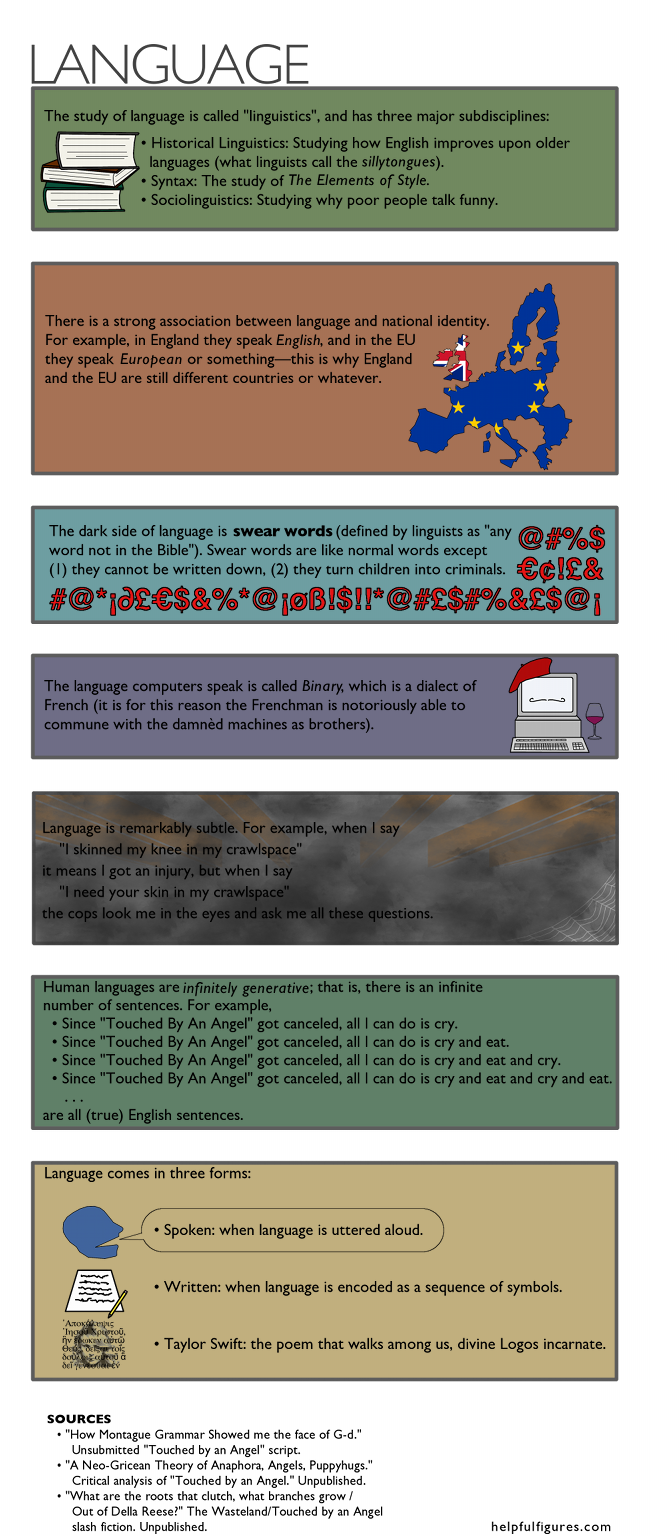 LANGUAGE
The study of language is called "linguistics", and has three major subdisciplines:
• Historical Linguistics: Studying how English improves upon older
languages (what linguists call the sillytongues).
• Syntax: The study of The Elements of Style.
• Sociolinguistics: Studying why poor people talk funny.
There is a strong association between language and national identity.
For example, in England they speak English, and in the EU
they speak European or something—this is why England
and the EU are still different countries or whatever.
The dark side of language is swear words (defined by linguists as "any
word not in the Bible"). Swear words are like normal words except
(1) they cannot be written down, (2) they turn children into criminals.
@#%$
€¢!£&
#@*¡∂£€$&%*@¡øß!$!!*@#£$#%&£$@¡
The language computers speak is called Binary, which is a dialect of
French (it is for this reason the Frenchman is notoriously able to
commune with the damnèd machines as brothers).
Language is remarkably subtle. For example, when I say
"I skinned my knee in my crawlspace"
it means I got an injury, but when I say
"I need your skin in my crawlspace"
the cops look me in the eyes and ask me all these questions.
Human languages are infinitely generative; that is, there is an infinite
number of sentences. For example,
• Since "Touched By An Angel" got canceled, all I can do is cry.
• Since "Touched By An Angel" got canceled, all I can do is cry and eat.
• Since "Touched By An Angel" got canceled, all I can do is cry and eat and cry.
• Since "Touched By An Angel" got canceled, all I can do is cry and eat and cry and eat.
. . .
are all (true) English sentences.
Language comes in three forms:
• Spoken: when language is uttered aloud.
• Written: when language is encoded as a sequence of symbols.
Ἀποκάλυψις
Ἰησοῦ Χριστοῦ,
ἣν ἔδωκεν αὐτῷ
Θεός, δεῖξαι τοῖς
δούλοις αὐτοῦ ἃ
δεῖ γενέσθαι ἐν
• Taylor Swift: the poem that walks among us, divine Logos incarnate.
SOURCES
• "How Montague Grammar Showed me the face of G-d."
Unsubmitted "Touched by an Angel" script.
• "A Neo-Gricean Theory of Anaphora, Angels, Puppyhugs."
Critical analysis of "Touched by an Angel." Unpublished.
• "What are the roots that clutch, what branches grow /
Out of Della Reese?" The Wasteland/Touched by an Angel
slash fiction. Unpublished.
helpfulfigures.com